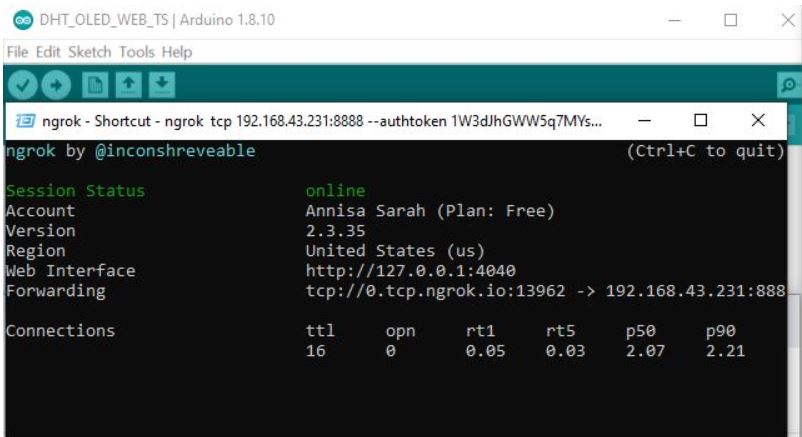 DHT_OLED_WEB_TS | Arduino 1.8.10
File Edit Sketch Tools Help
ngrok - Shortcut - ngrok tcp 192.168.43.231:8888 --authtoken 1W3dJhGWW5q7MYs...
ngrok by @inconshreveable (Ctrl+C to quit)
Session Status online
Account Annisa Sarah (Plan: Free)
Version 2.3.35
Region United States (us)
Web Interface http://127.0.0.1:4040
Forwarding tcp://0.tcp.ngrok.io:13962 -> 192.168.43.231:888
Connections ttl opn rt1 rt5 p50 p90
16 0 0.05 0.03 2.07 2.21